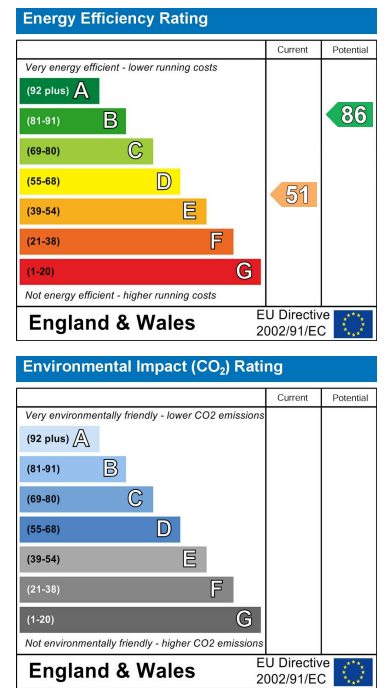 Energy Efficiency Rating
Current Potential
Very energy efficient - lower running costs
(92 plus) A
(81-91) B
(69-80) C
(55-68) D
(39-54) E
(21-38) F
(1-20) G
86
51
Not energy efficient - higher running costs
England & Wales
EU Directive
2002/91/EC
Environmental Impact (CO₂) Rating
Current Potential
Very environmentally friendly - lower CO2 emissions
(92 plus) A
(81-91) B
(69-80) C
(55-68) D
(39-54) E
(21-38) F
(1-20) G
Not environmentally friendly - higher CO2 emissions
England & Wales
EU Directive
2002/91/EC